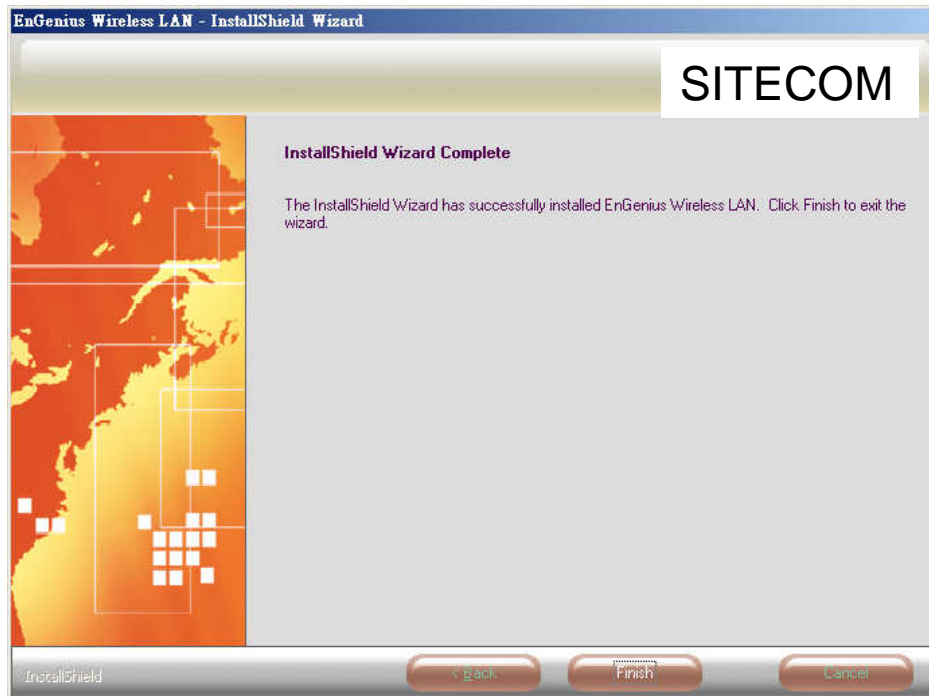 EnGenius Wireless LAN - InstallShield Wizard
SITECOM
InstallShield Wizard Complete
The InstallShield Wizard has successfully installed EnGenius Wireless LAN. Click Finish to exit the
wizard.
InstallShield
< Back
Finish
Cancel